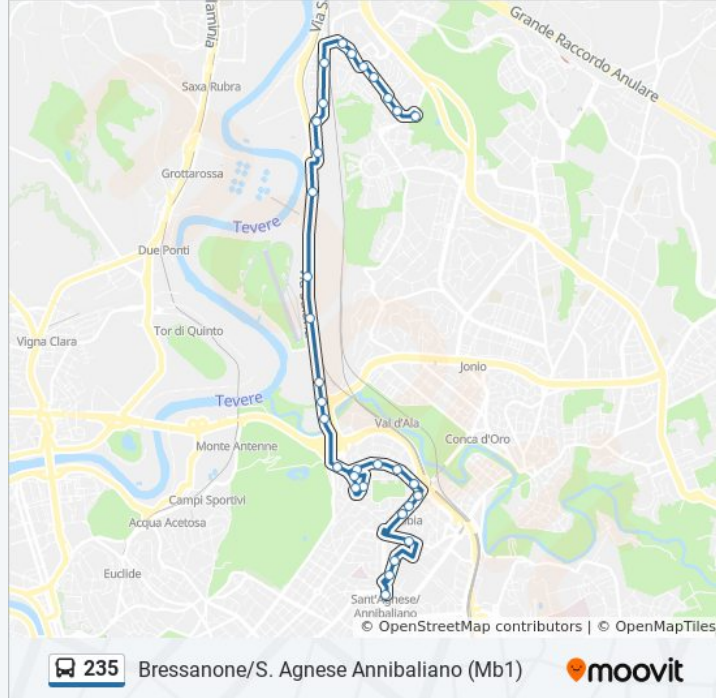 aminia
Via S
Grande Raccordo Anulare
Saxa Rubra
Grottarossa
Tevere
Due Ponti
Tor di Quinto
Vigna Clara
Jonio
Tevere
Val d'Ala
Conca d'Oro
Monte Antenne
Campi Sportivi
Acqua Acetosa
bia
Euclide
Sant'Agnese/
Annibaliano
© OpenStreetMap contributors | © OpenMapTiles
235 Bressanone/S. Agnese Annibaliano (Mb1) moovit